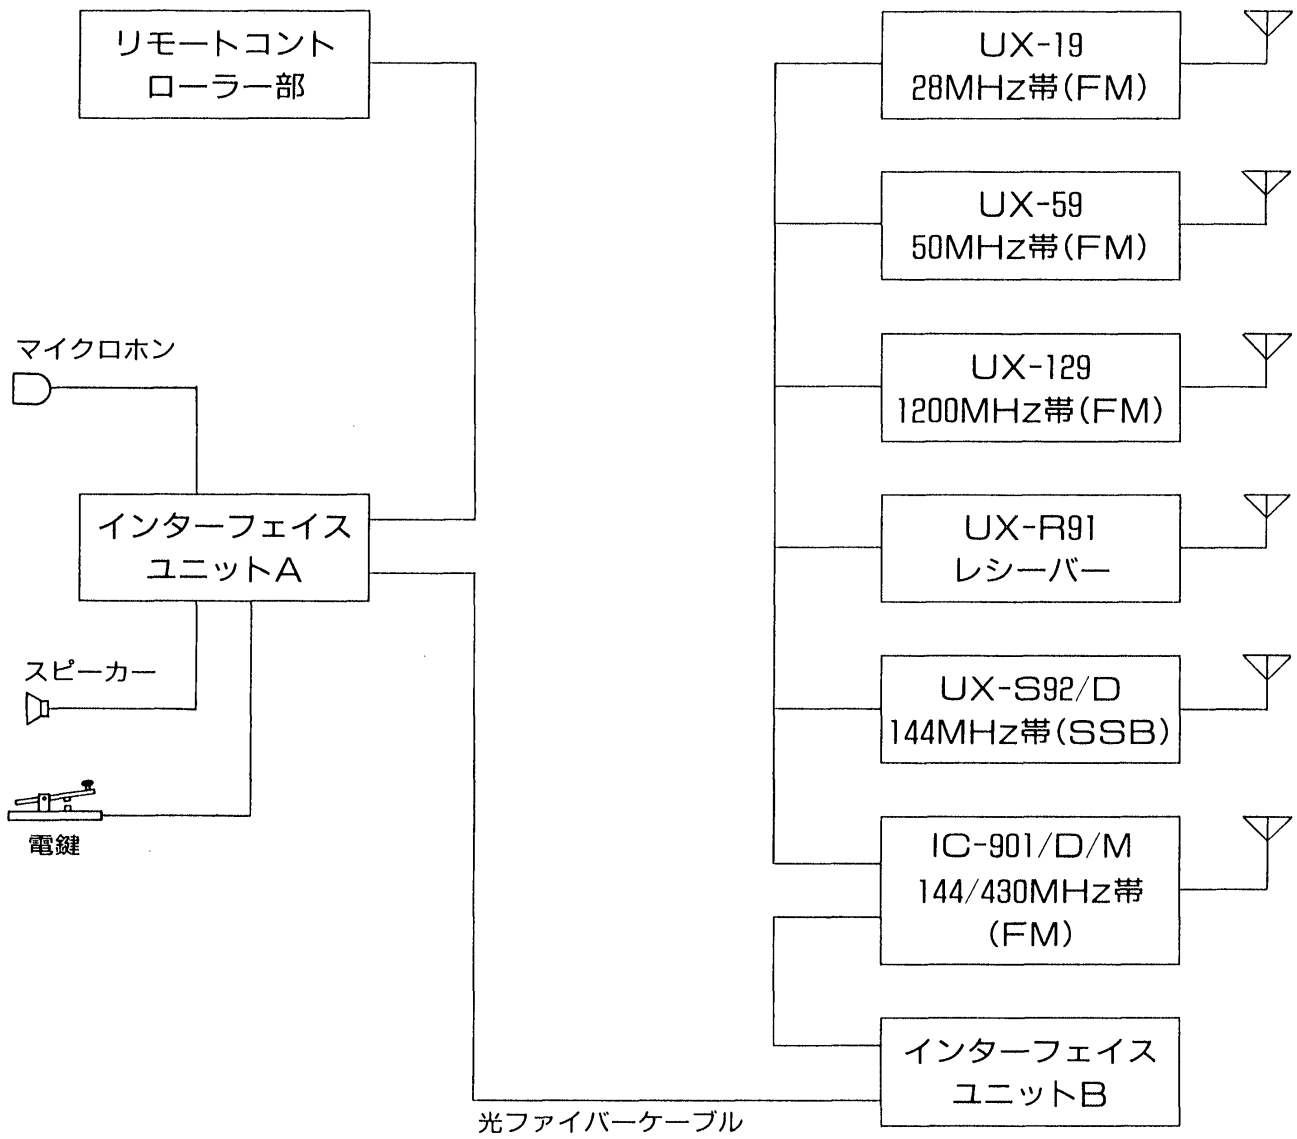 リモートコント
ローラー部
マイクロホン
インターフェイス
ユニットA
スピーカー
電鍵
光ファイバーケーブル
UX-19
28MHz帯(FM)
UX-59
50MHz帯(FM)
UX-129
1200MHz帯(FM)
UX-R91
レシーバー
UX-S92/D
144MHz帯(SSB)
IC-901/D/M
144/430MHz帯
(FM)
インターフェイス
ユニットB